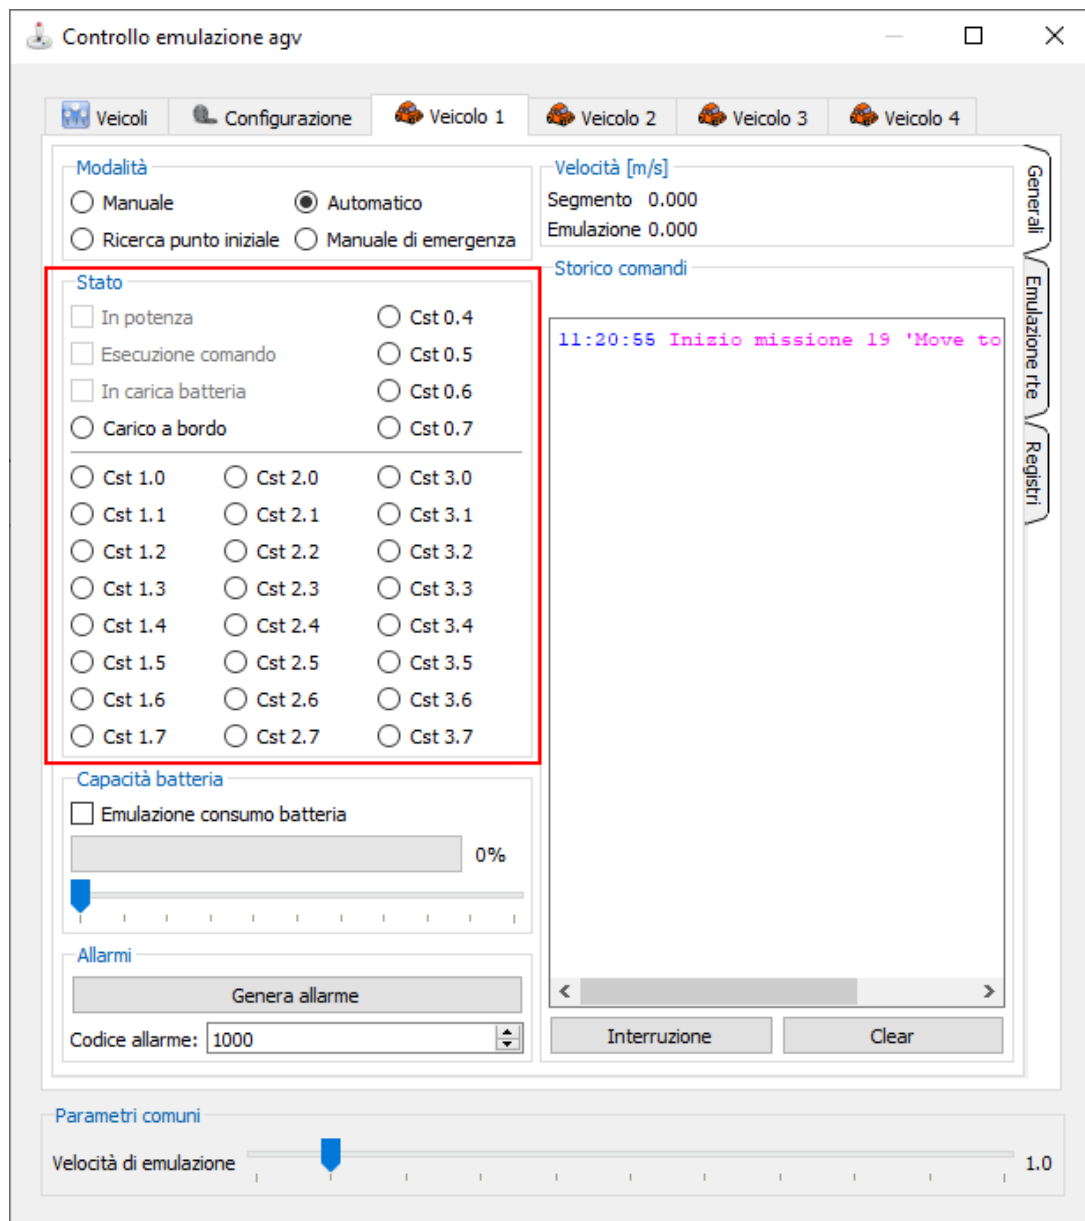 Controllo emulazione agv
Veicoli Configurazione Veicolo 1 Veicolo 2 Veicolo 3 Veicolo 4
Modalità
Manuale Automatico
Ricerca punto iniziale Manuale di emergenza
Velocità [m/s]
Segmento 0.000
Emulazione 0.000
Generali
Emulazione rte
Registri
Stato
In potenza Cst 0.4
Esecuzione comando Cst 0.5
In carica batteria Cst 0.6
Carico a bordo Cst 0.7
Cst 1.0 Cst 2.0 Cst 3.0
Cst 1.1 Cst 2.1 Cst 3.1
Cst 1.2 Cst 2.2 Cst 3.2
Cst 1.3 Cst 2.3 Cst 3.3
Cst 1.4 Cst 2.4 Cst 3.4
Cst 1.5 Cst 2.5 Cst 3.5
Cst 1.6 Cst 2.6 Cst 3.6
Cst 1.7 Cst 2.7 Cst 3.7
Storico comandi
11:20:55 Inizio missione 19 'Move to
Interruzione Clear
Capacità batteria
Emulazione consumo batteria
0%
Allarmi
Genera allarme
Codice allarme: 1000
Parametri comuni
Velocità di emulazione 1.0